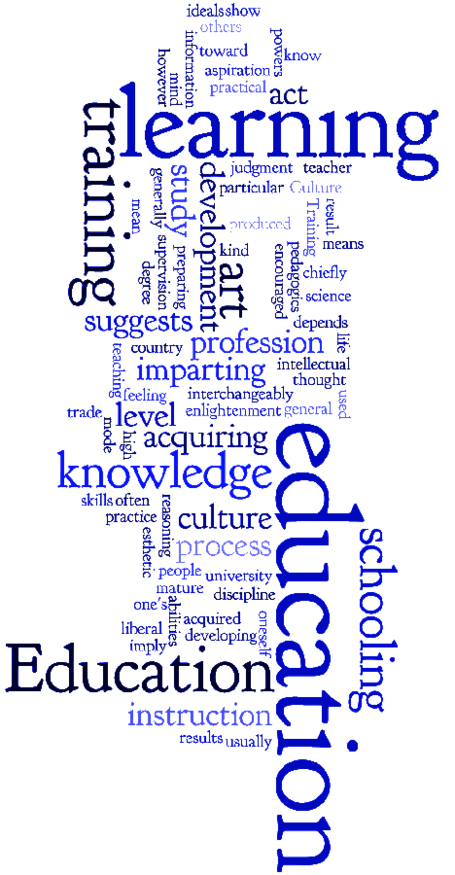 idealsshow
others
information
toward
powers
know
however
mind
aspiration
practical
act
learning
training
study
development
judgment teacher
generally
particular Culture
mean
produced
Training
result
means
kind
art
supervision
preparing
degree
encouraged
pedagogics
chiefly
science
suggests
depends
country
profession
life
teaching
imparting
intellectual
thought
feeling
interchangeably
used
trade
mode
level
enlightenment general
high
acquiring
education
knowledge
skills often
practice
reasoning
culture
esthetic
process
schooling
people university
mature
discipline
one's
abilities
acquired
oneself
liberal
developing
imply
Education
instruction
results usually